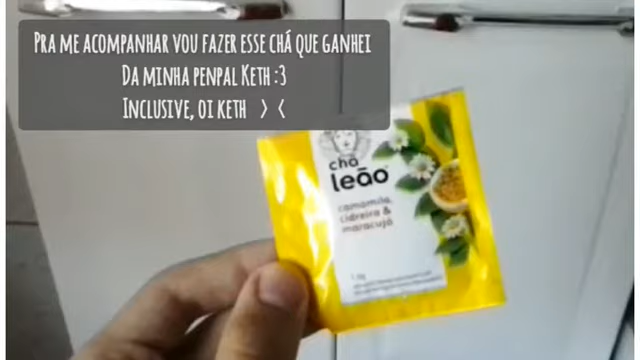 Pra me acompanhar vou fazer esse chá que ganhei
Da minha penpal Keth :3
Inclusive, oi keth > <
chá
leão
camomila,
cidreira &
maracujá